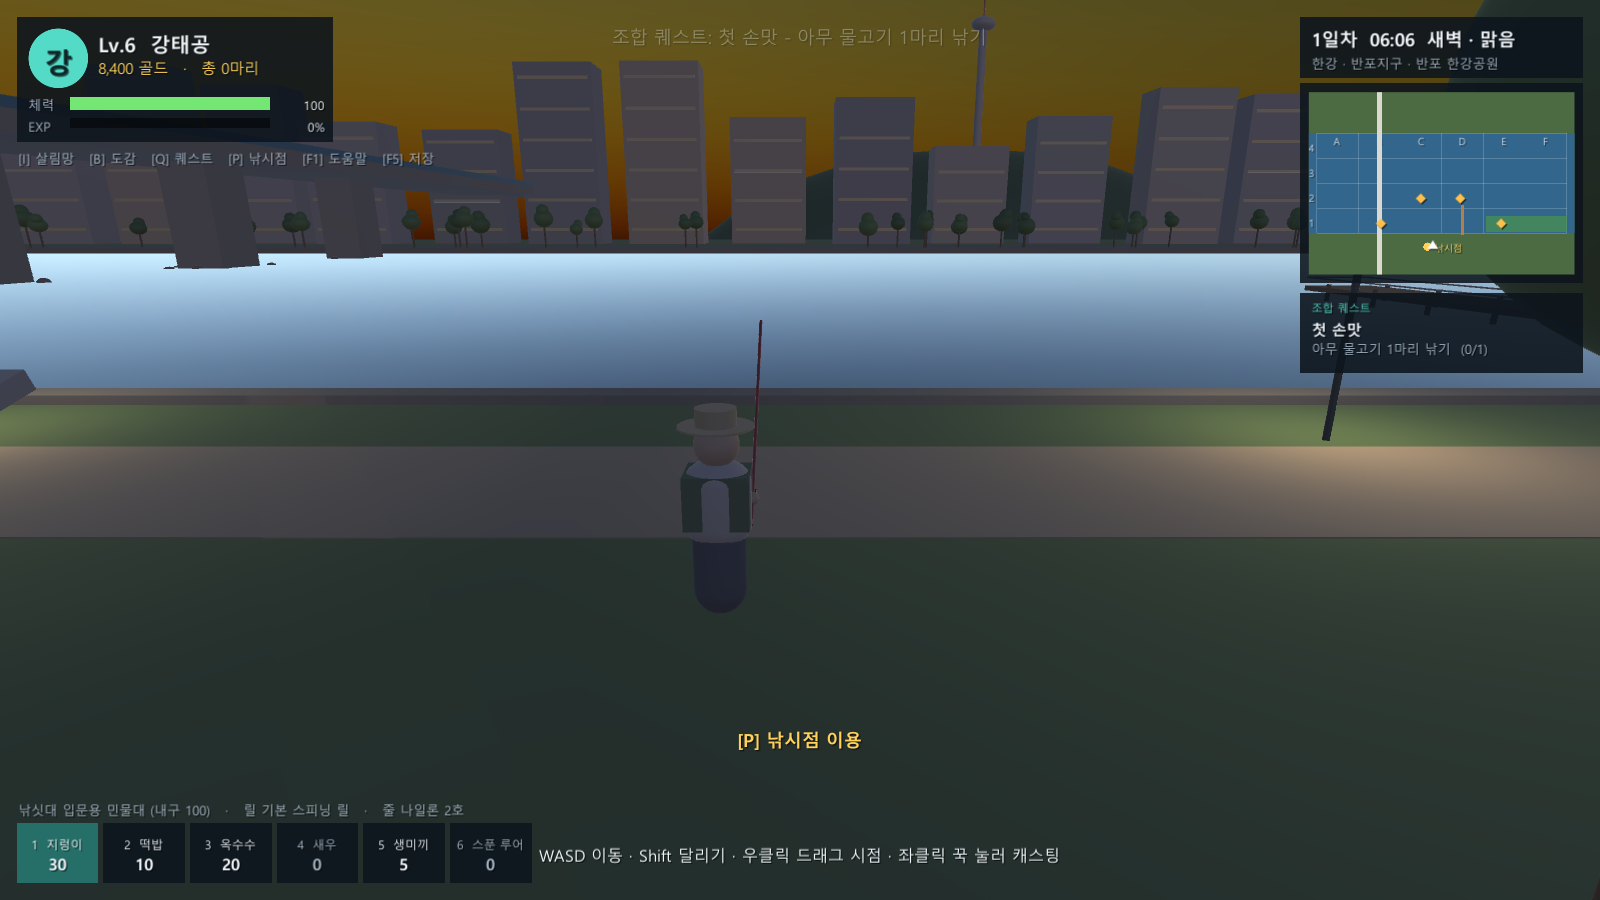 강
Lv.6 강태공
8,400 골드 · 총 0마리
체력 100
EXP 0%
[I] 살림망 [B] 도감 [Q] 퀘스트 [P] 낚시점 [F1] 도움말 [F5] 저장
조합 퀘스트: 첫 손맛 - 아무 물고기 1마리 낚기
1일차 06:06 새벽 · 맑음
한강 · 반포지구 · 반포 한강공원
A C D E F
4
3
2
1
낚시점
조합 퀘스트
첫 손맛
아무 물고기 1마리 낚기 (0/1)
[P] 낚시점 이용
낚싯대 입문용 민물대 (내구 100) · 릴 기본 스피닝 릴 · 줄 나일론 2호
1 지렁이
30
2 떡밥
10
3 옥수수
20
4 새우
0
5 생미끼
5
6 스푼 루어
0
WASD 이동 · Shift 달리기 · 우클릭 드래그 시점 · 좌클릭 꾹 눌러 캐스팅